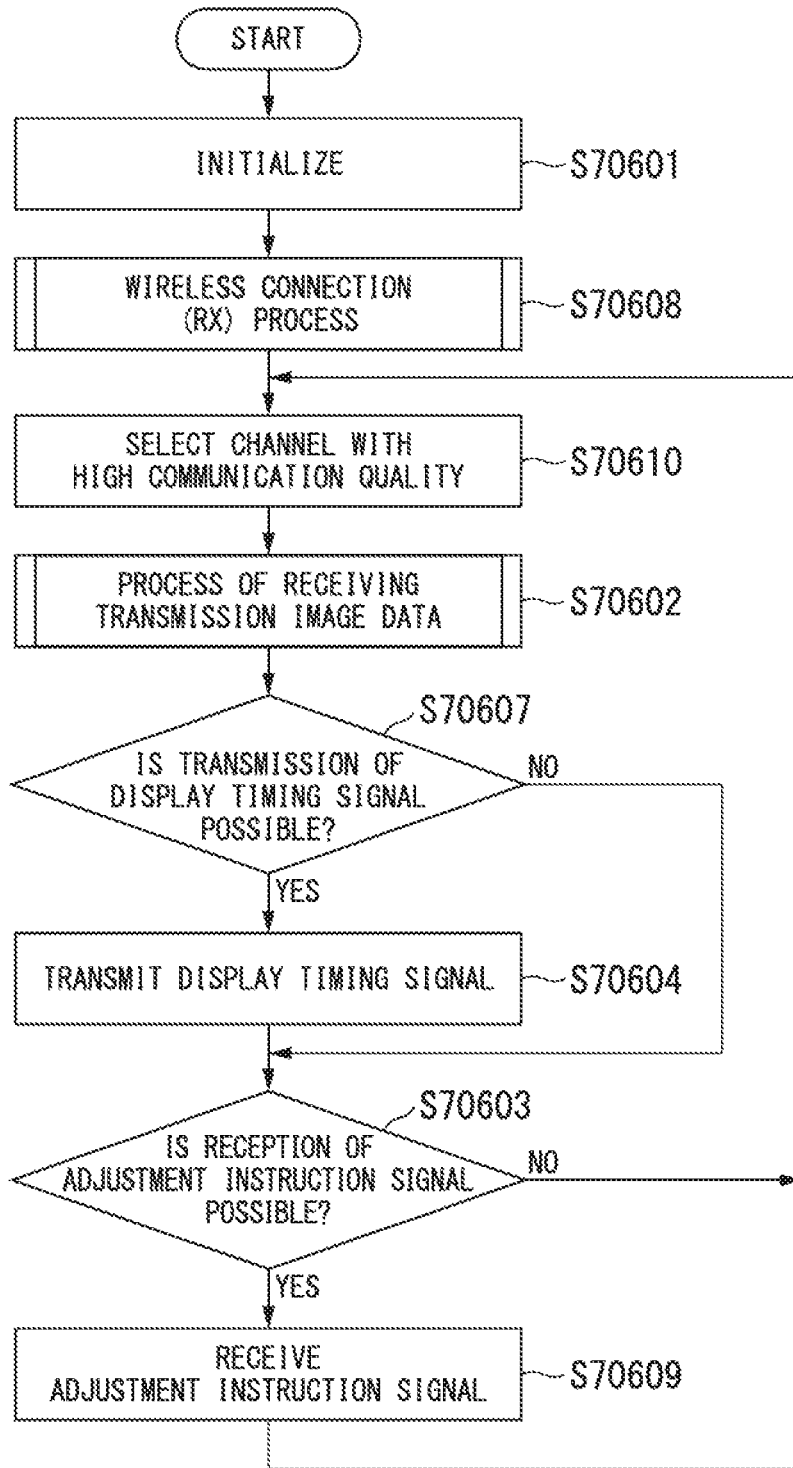 START
INITIALIZE
S70601
WIRELESS CONNECTION
(RX) PROCESS
S70608
SELECT CHANNEL WITH
HIGH COMMUNICATION QUALITY
S70610
PROCESS OF RECEIVING
TRANSMISSION IMAGE DATA
S70602
S70607
IS TRANSMISSION OF
DISPLAY TIMING SIGNAL
POSSIBLE?
NO
YES
TRANSMIT DISPLAY TIMING SIGNAL
S70604
S70603
IS RECEPTION OF
ADJUSTMENT INSTRUCTION SIGNAL
POSSIBLE?
NO
YES
RECEIVE
ADJUSTMENT INSTRUCTION SIGNAL
S70609